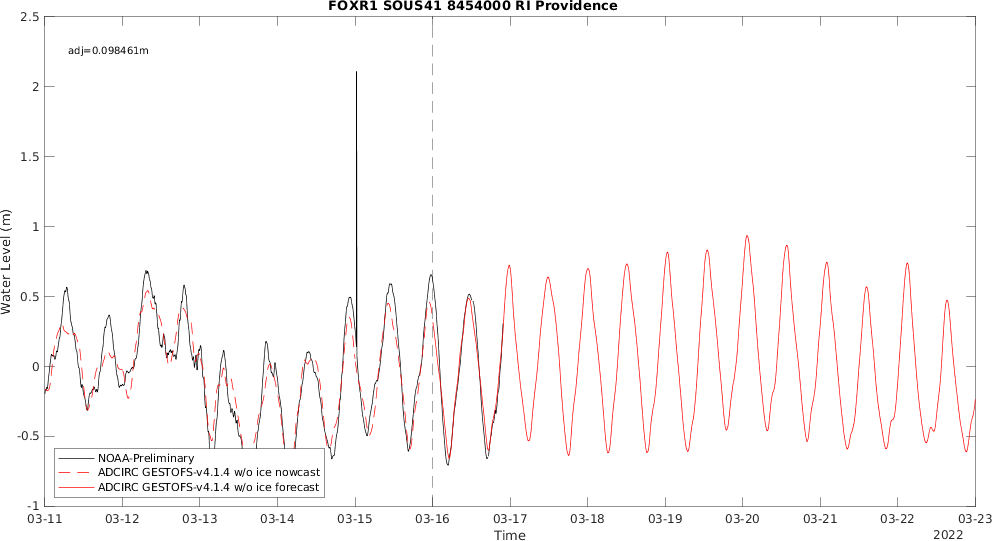 FOXR1 SOUS41 8454000 RI Providence
adj=0.098461m
Water Level (m)
2.5
2
1.5
1
0.5
0
-0.5
-1
NOAA-Preliminary
ADCIRC GESTOFS-v4.1.4 w/o ice nowcast
ADCIRC GESTOFS-v4.1.4 w/o ice forecast
03-11 03-12 03-13 03-14 03-15 03-16 03-17 03-18 03-19 03-20 03-21 03-22 03-23
Time
2022